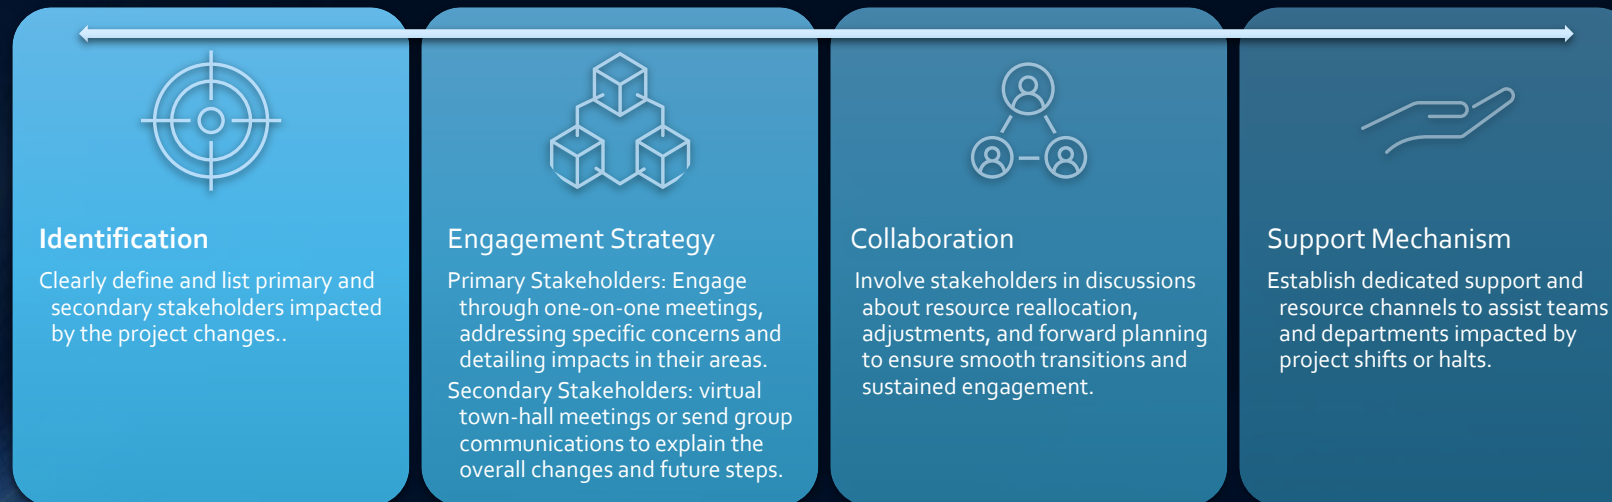 Identification
Clearly define and list primary and
secondary stakeholders impacted
by the project changes..
Engagement Strategy
Primary Stakeholders: Engage
through one-on-one meetings,
addressing specific concerns and
detailing impacts in their areas.
Secondary Stakeholders: virtual
town-hall meetings or send group
communications to explain the
overall changes and future steps.
Collaboration
Involve stakeholders in discussions
about resource reallocation,
adjustments, and forward planning
to ensure smooth transitions and
sustained engagement.
Support Mechanism
Establish dedicated support and
resource channels to assist teams
and departments impacted by
project shifts or halts.